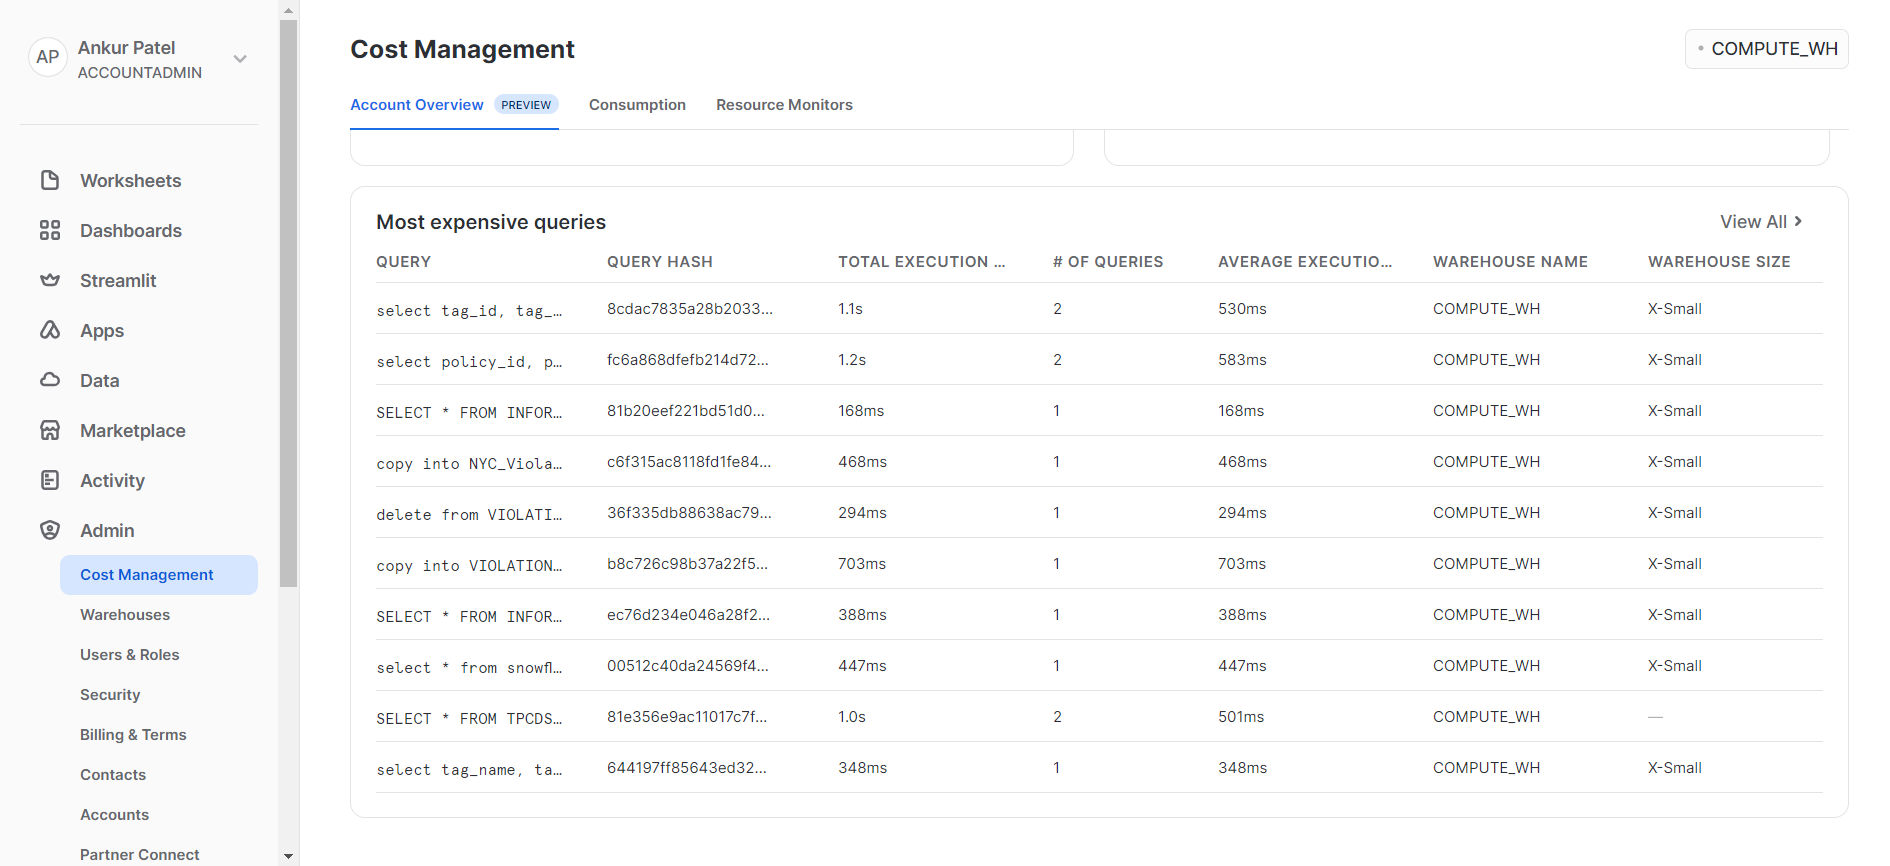 AP
Ankur Patel
ACCOUNTADMIN
Worksheets
Dashboards
Streamlit
Apps
Data
Marketplace
Activity
Admin
Cost Management
Warehouses
Users & Roles
Security
Billing & Terms
Contacts
Accounts
Partner Connect
Cost Management
COMPUTE_WH
Account Overview PREVIEW Consumption Resource Monitors
Most expensive queries View All
QUERY QUERY HASH TOTAL EXECUTION ... # OF QUERIES AVERAGE EXECUTIO... WAREHOUSE NAME WAREHOUSE SIZE
select tag_id, tag_... 8cdac7835a28b2033... 1.1s 2 530ms COMPUTE_WH X-Small
select policy_id, p... fc6a868dfefb214d72... 1.2s 2 583ms COMPUTE_WH X-Small
SELECT * FROM INFOR... 81b20eef221bd51d0... 168ms 1 168ms COMPUTE_WH X-Small
copy into NYC_Viola... c6f315ac8118fd1fe84... 468ms 1 468ms COMPUTE_WH X-Small
delete from VIOLATI... 36f335db88638ac79... 294ms 1 294ms COMPUTE_WH X-Small
copy into VIOLATION... b8c726c98b37a22f5... 703ms 1 703ms COMPUTE_WH X-Small
SELECT * FROM INFOR... ec76d234e046a28f2... 388ms 1 388ms COMPUTE_WH X-Small
select * from snowfl... 00512c40da24569f4... 447ms 1 447ms COMPUTE_WH X-Small
SELECT * FROM TPCDS... 81e356e9ac11017c7f... 1.0s 2 501ms COMPUTE_WH —
select tag_name, ta... 644197ff85643ed32... 348ms 1 348ms COMPUTE_WH X-Small